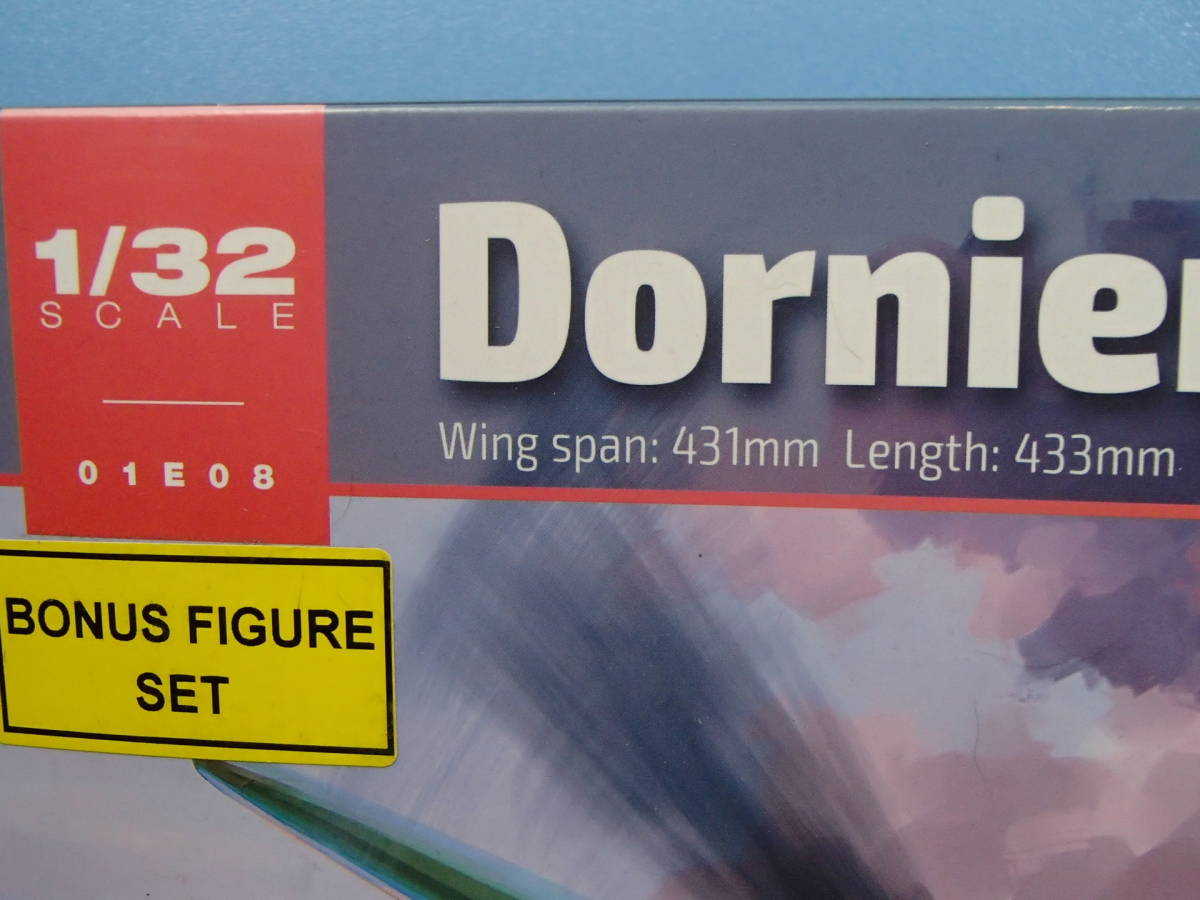 1/32
SCALE
01E08
Dornier
Wing span: 431mm Length: 433mm
BONUS FIGURE
SET